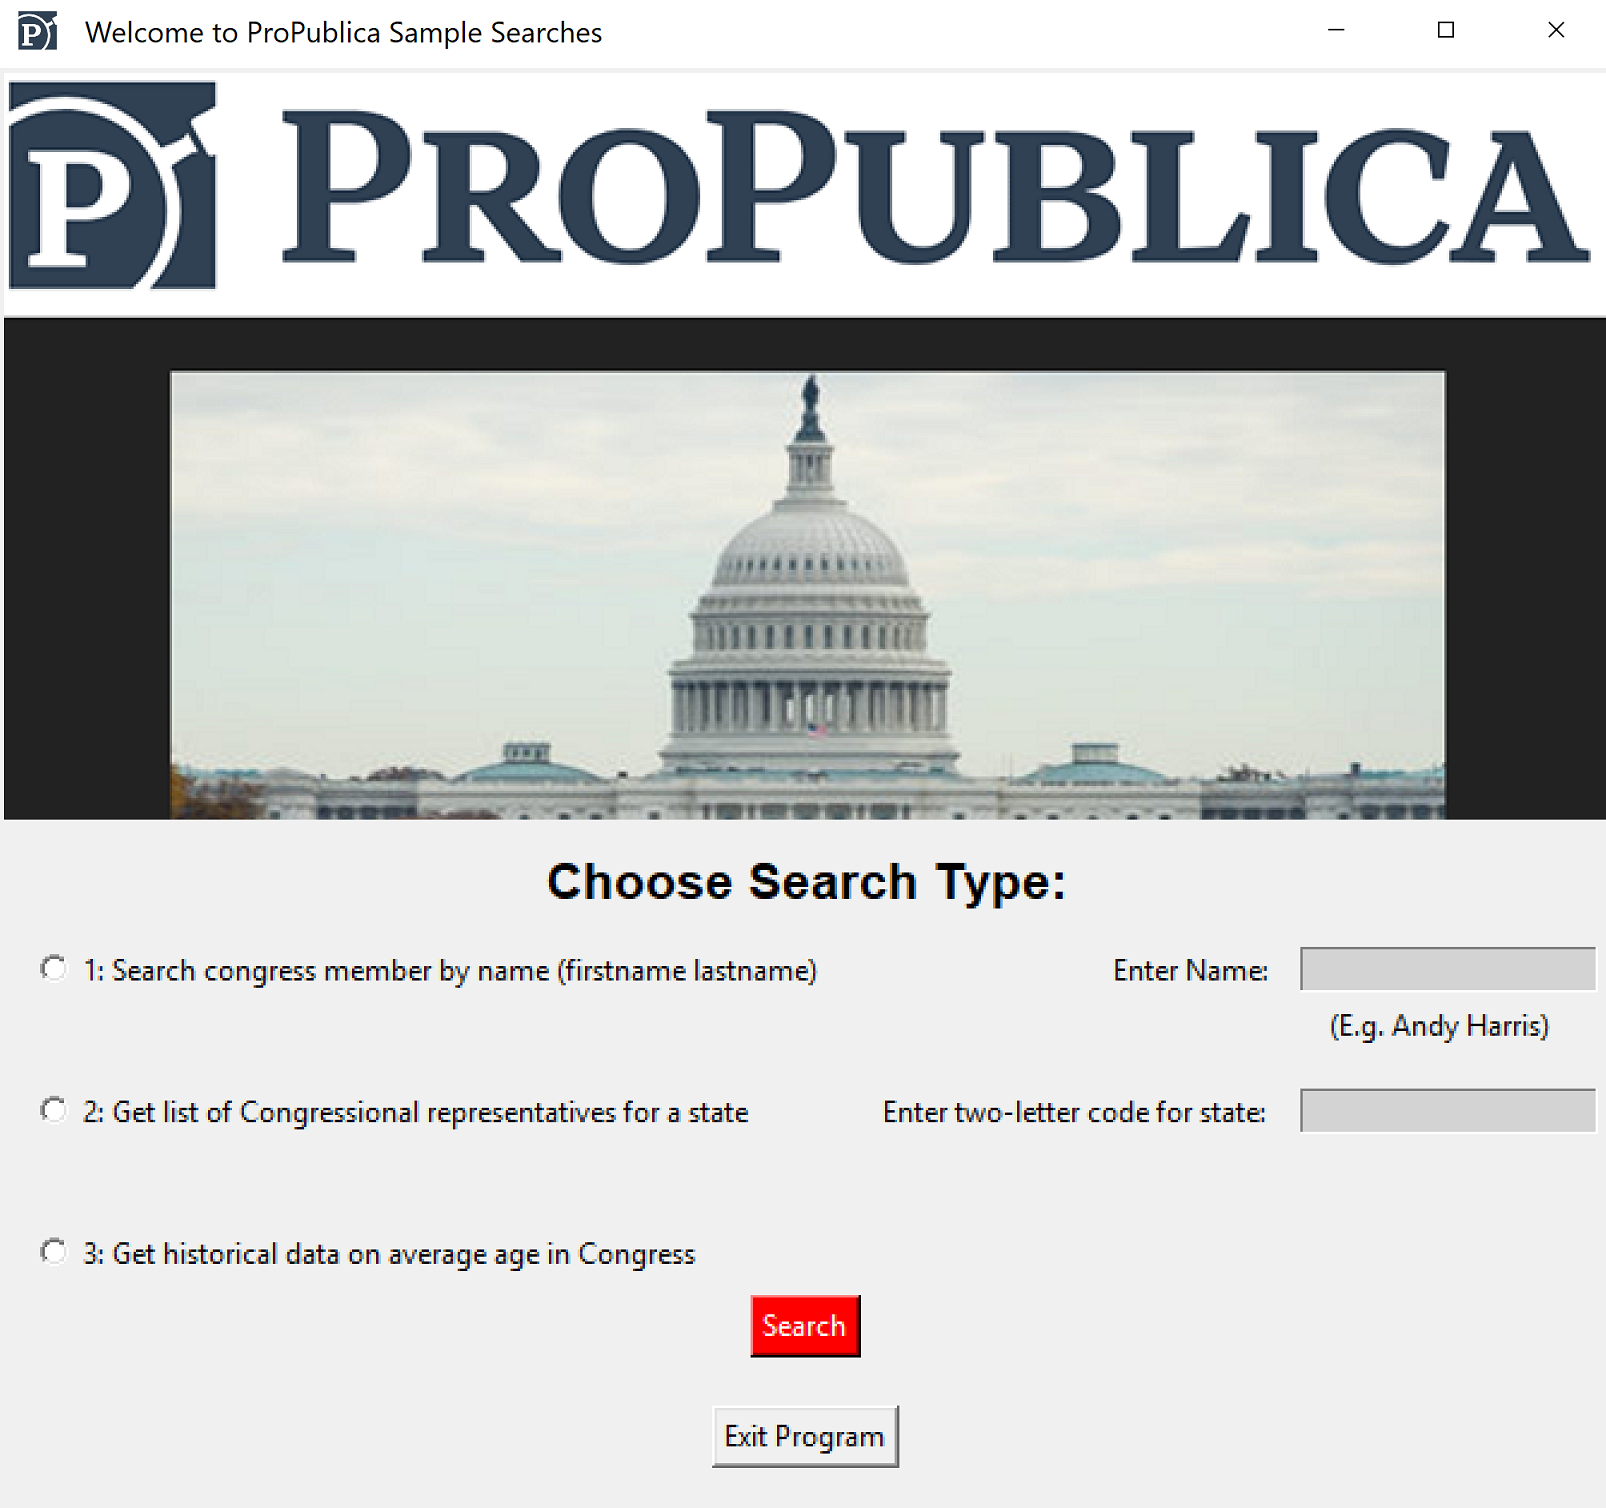 Welcome to ProPublica Sample Searches
P PROPUBLICA
Choose Search Type:
1: Search congress member by name (firstname lastname) Enter Name:
(E.g. Andy Harris)
2: Get list of Congressional representatives for a state Enter two-letter code for state:
3: Get historical data on average age in Congress
Search
Exit Program